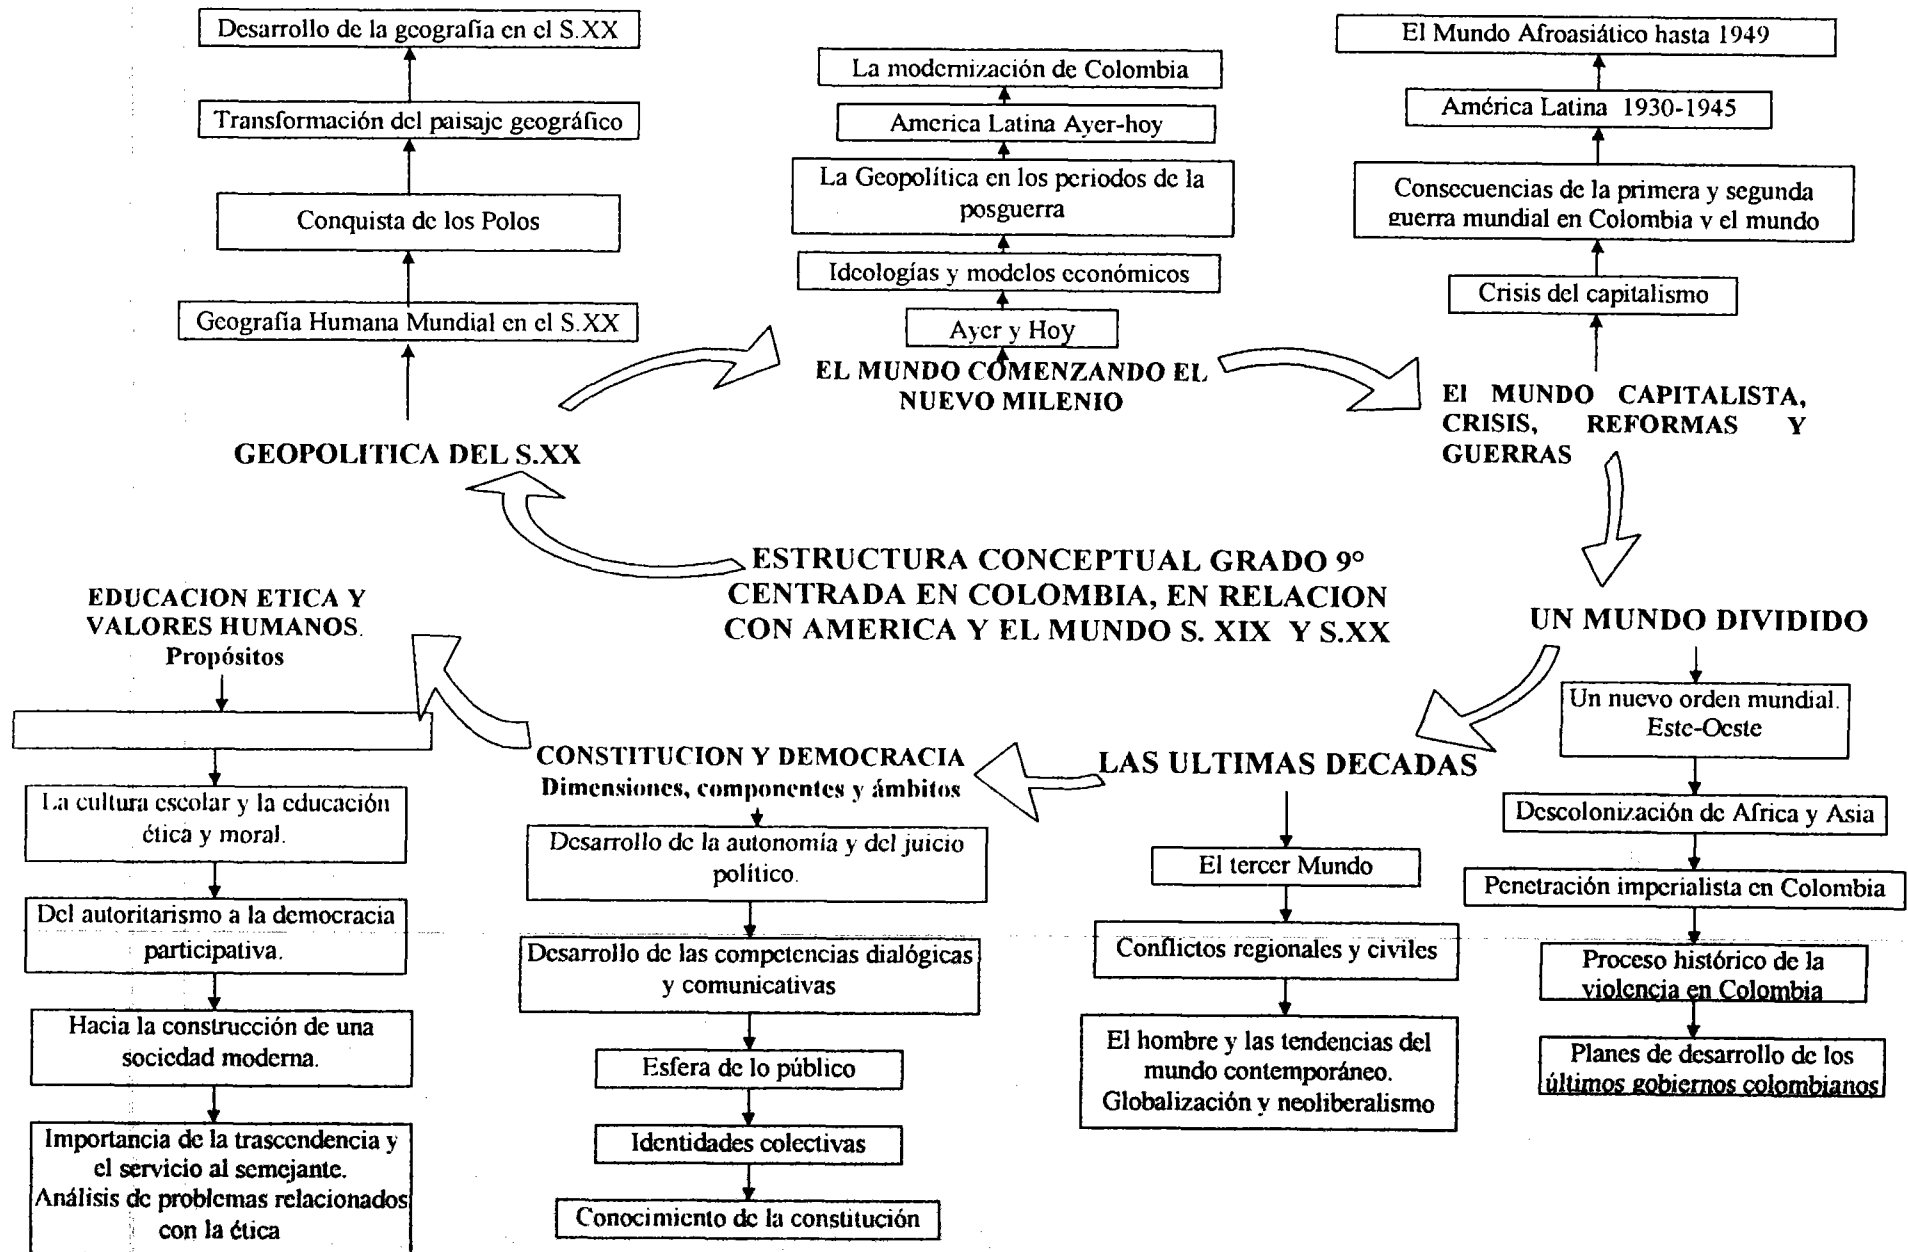 Desarrollo de la geografía en el S.XX
Transformación del paisaje geográfico
Conquista de los Polos
Geografía Humana Mundial en el S.XX
GEOPOLITICA DEL S.XX
La modernización de Colombia
America Latina Ayer-hoy
La Geopolítica en los periodos de la
posguerra
Ideologías y modelos económicos
Ayer y Hoy
EL MUNDO COMENZANDO EL
NUEVO MILENIO
El Mundo Afroasiático hasta 1949
América Latina 1930-1945
Consecuencias de la primera y segunda
guerra mundial en Colombia y el mundo
Crisis del capitalismo
El MUNDO CAPITALISTA,
CRISIS, REFORMAS Y
GUERRAS
ESTRUCTURA CONCEPTUAL GRADO 9°
CENTRADA EN COLOMBIA, EN RELACION
CON AMERICA Y EL MUNDO S. XIX Y S.XX
UN MUNDO DIVIDIDO
Un nuevo orden mundial.
Este-Oeste
Descolonización de Africa y Asia
Penetración imperialista en Colombia
Proceso histórico de la
violencia en Colombia
Planes de desarrollo de los
últimos gobiernos colombianos
LAS ULTIMAS DECADAS
El tercer Mundo
Conflictos regionales y civiles
El hombre y las tendencias del
mundo contemporáneo.
Globalización y neoliberalismo
CONSTITUCION Y DEMOCRACIA
Dimensiones, componentes y ámbitos
Desarrollo de la autonomía y del juicio
político.
Desarrollo de las competencias dialógicas
y comunicativas
Esfera de lo público
Identidades colectivas
Conocimiento de la constitución
EDUCACION ETICA Y
VALORES HUMANOS.
Propósitos
La cultura escolar y la educación
ética y moral.
Del autoritarismo a la democracia
participativa.
Hacia la construcción de una
sociedad moderna.
Importancia de la trascendencia y
el servicio al semejante.
Análisis de problemas relacionados
con la ética